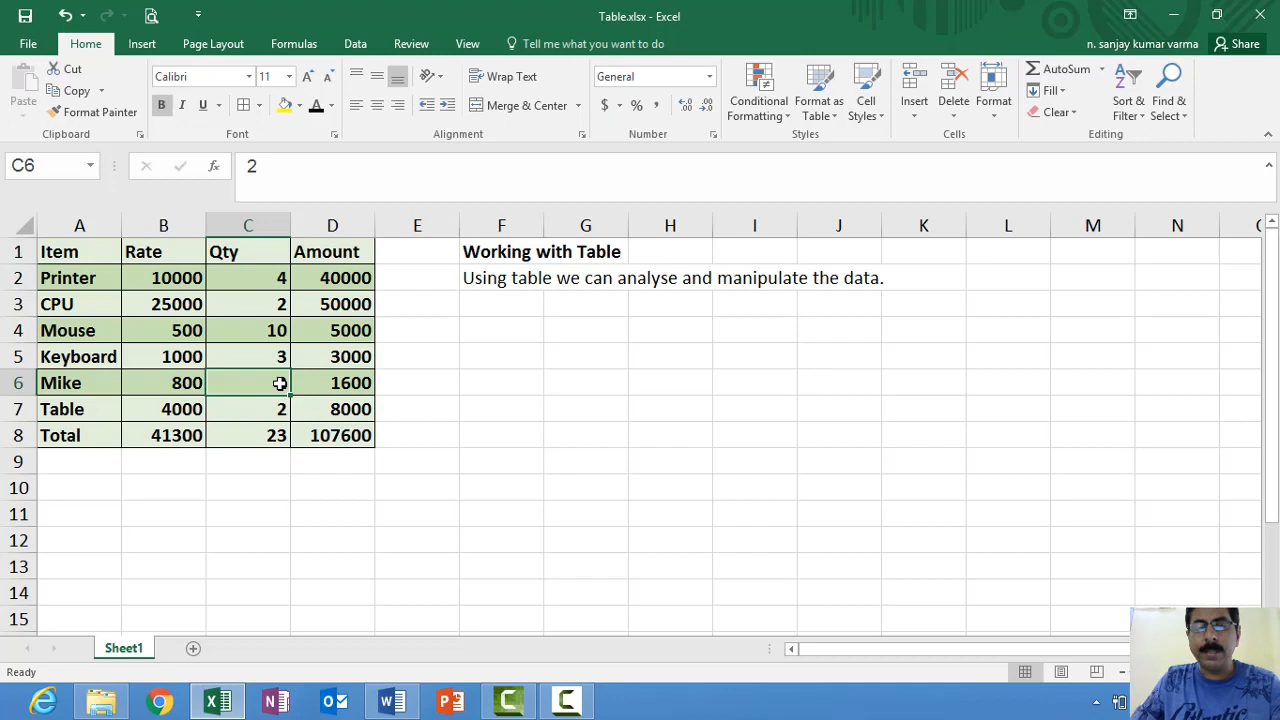 Table.xlsx - Excel
File Home Insert Page Layout Formulas Data Review View Tell me what you want to do n. sanjay kumar varma Share
Paste Cut Copy Format Painter Clipboard
Calibri 11 B I U A Font
Wrap Text Merge & Center Alignment
General $ % , Number
Conditional Formatting Format as Table Cell Styles Styles
Insert Delete Format Cells
AutoSum Fill Clear Sort & Filter Find & Select Editing
C6 fx 2
A B C D E F G H I J K L M N
1 Item Rate Qty Amount Working with Table
2 Printer 10000 4 40000 Using table we can analyse and manipulate the data.
3 CPU 25000 2 50000
4 Mouse 500 10 5000
5 Keyboard 1000 3 3000
6 Mike 800 1600
7 Table 4000 2 8000
8 Total 41300 23 107600
9
10
11
12
13
14
15
Sheet1
Ready